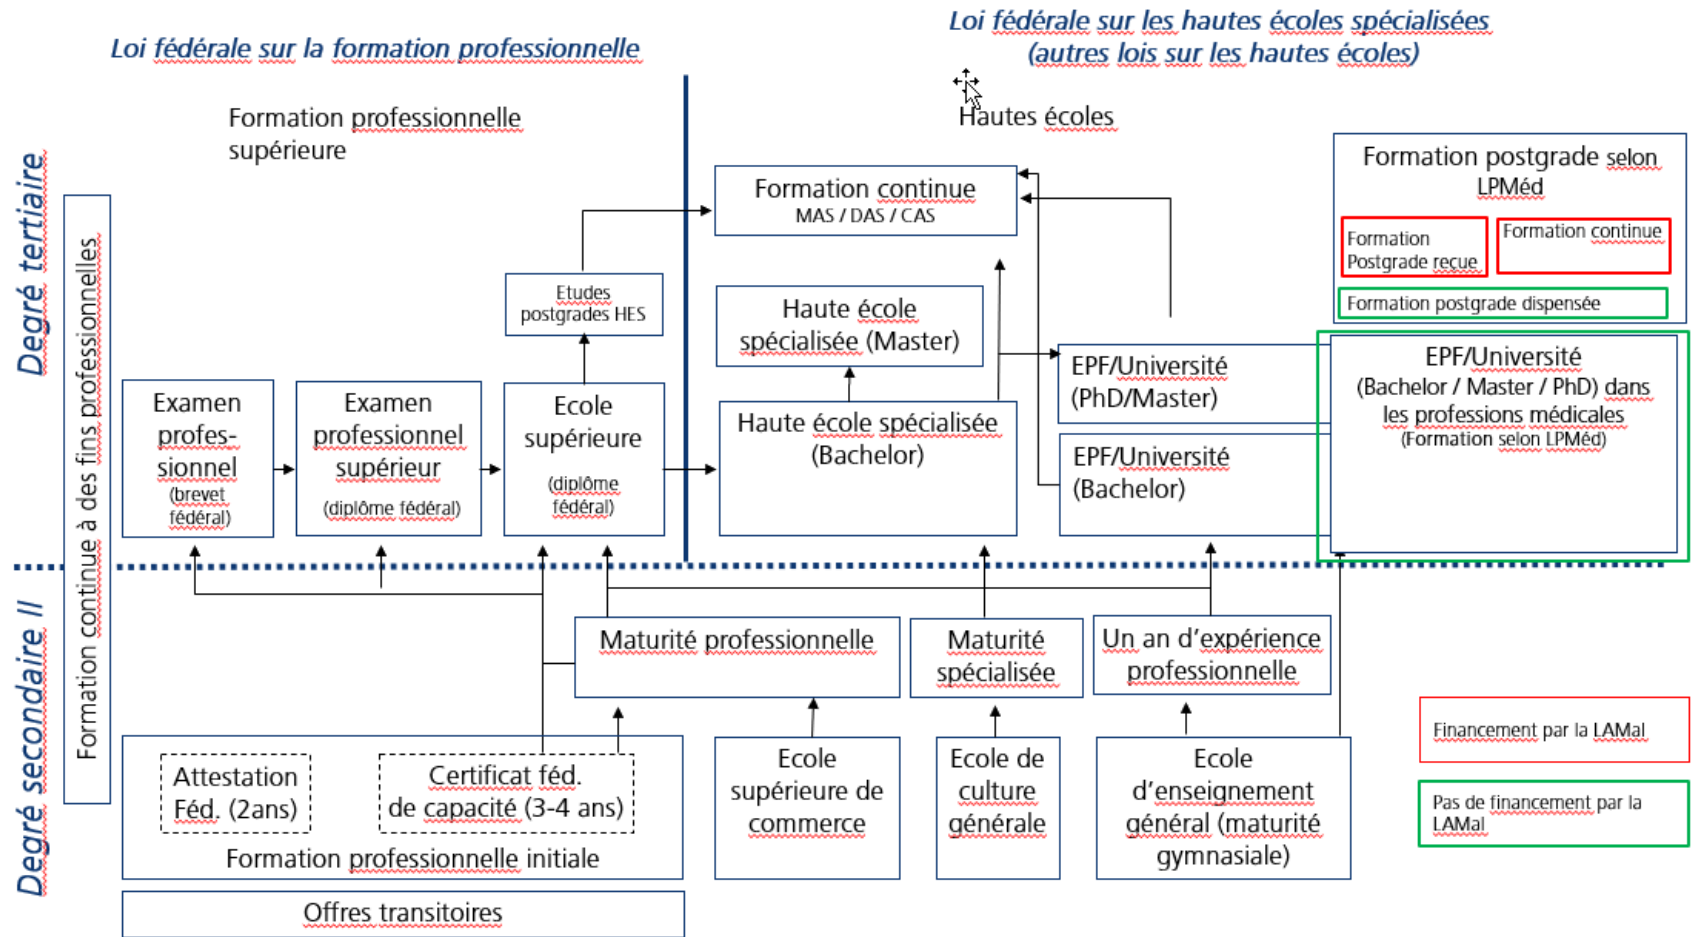 Loi fédérale sur la formation professionnelle
Loi fédérale sur les hautes écoles spécialisées
(autres lois sur les hautes écoles)
Formation professionnelle
supérieure
Hautes écoles
Degré tertiaire
Formation continue à des fins professionnelles
Formation continue
MAS / DAS / CAS
Formation postgrade selon
LPMéd
Formation
Postgrade reçue
Formation continue
Formation postgrade dispensée
Etudes
postgrades HES
Haute école
spécialisée (Master)
Examen
profes-
sionnel
(brevet
fédéral)
Examen
professionnel
supérieur
(diplôme fédéral)
Ecole
supérieure
(diplôme
fédéral)
Haute école spécialisée
(Bachelor)
EPF/Université
(PhD/Master)
EPF/Université
(Bachelor)
EPF/Université
(Bachelor / Master / PhD) dans
les professions médicales
(Formation selon LPMéd)
Degré secondaire II
Maturité professionnelle
Maturité
spécialisée
Un an d’expérience
professionnelle
Attestation
Féd. (2ans)
Certificat féd.
de capacité (3-4 ans)
Formation professionnelle initiale
Ecole
supérieure de
commerce
Ecole de
culture
générale
Ecole
d’enseignement
général (maturité
gymnasiale)
Financement par la LAMal
Pas de financement par la
LAMal
Offres transitoires